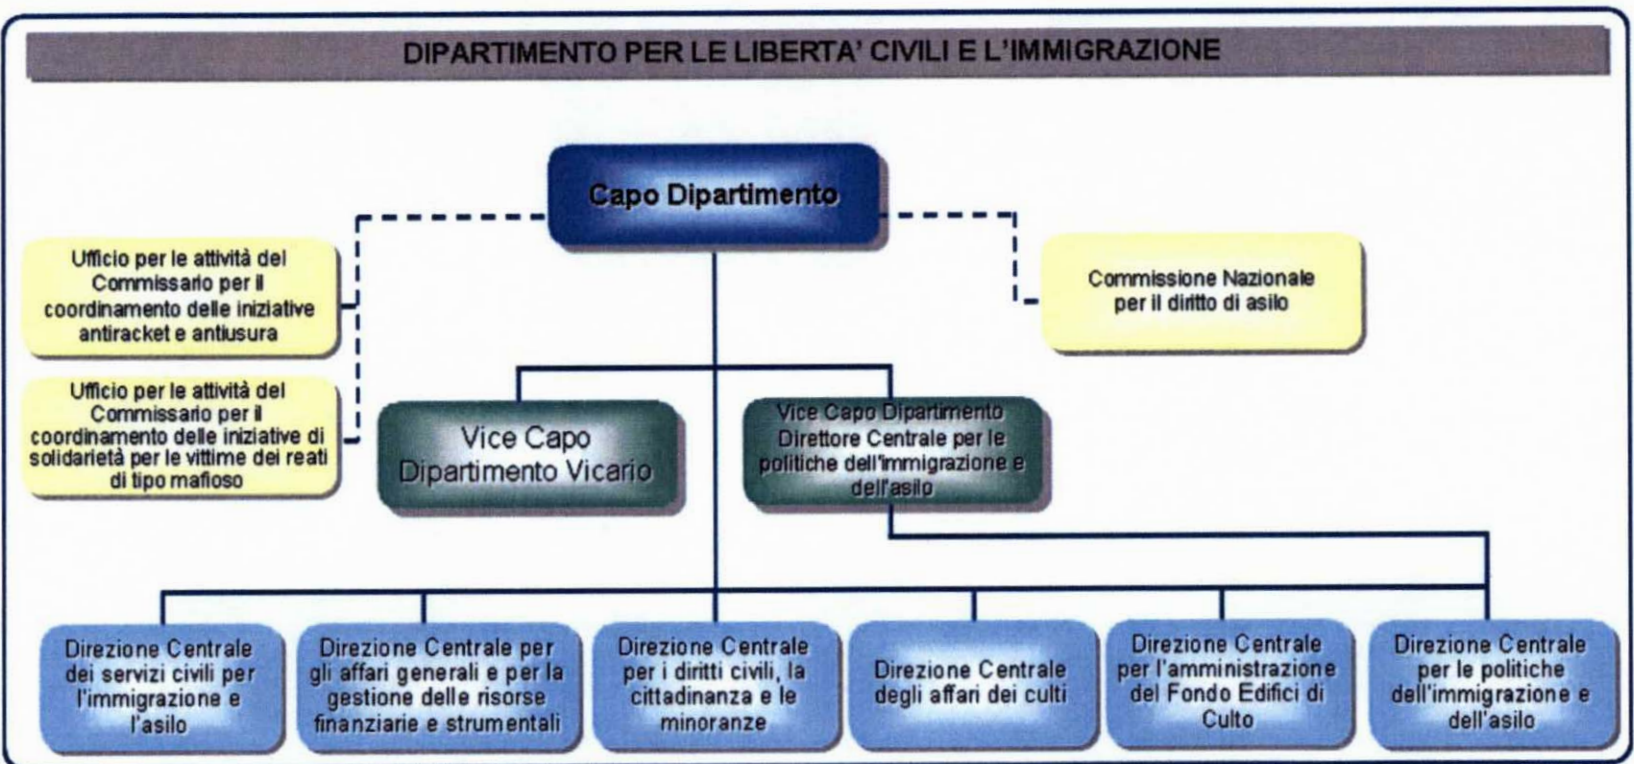 DIPARTIMENTO PER LE LIBERTA' CIVILI E L'IMMIGRAZIONE
Capo Dipartimento
Ufficio per le attività del
Commissario per il
coordinamento delle iniziative
antiracket e antiusura
Commissione Nazionale
per il diritto di asilo
Ufficio per le attività del
Commissario per il
coordinamento delle iniziative di
solidarietà per le vittime dei reati
di tipo mafioso
Vice Capo
Dipartimento Vicario
Vice Capo Dipartimento
Direttore Centrale per le
politiche dell'immigrazione e
dell'asilo
Direzione Centrale
dei servizi civili per
l'immigrazione e
l'asilo
Direzione Centrale per
gli affari generali e per la
gestione delle risorse
finanziarie e strumentali
Direzione Centrale
per i diritti civili, la
cittadinanza e le
minoranze
Direzione Centrale
degli affari dei culti
Direzione Centrale
per l'amministrazione
del Fondo Edifici di
Culto
Direzione Centrale
per le politiche
dell'immigrazione e
dell'asilo